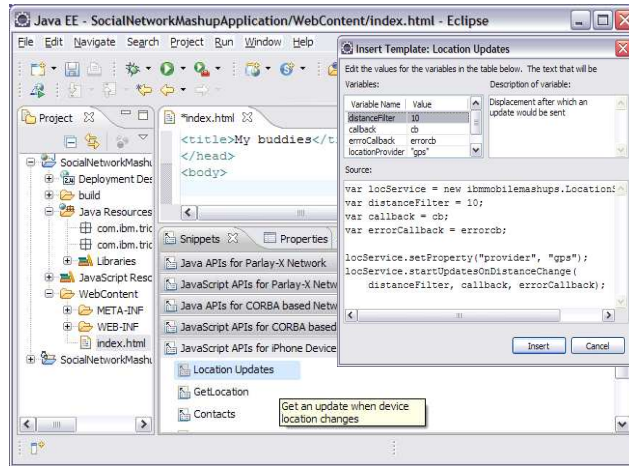 Java EE - SocialNetworkMashupApplication/WebContent/index.html - Eclipse
File Edit Navigate Search Project Run Window Help
Project
SocialNetworkMashu
Deployment Des
build
Java Resources
com.ibm.tric
com.ibm.tric
Libraries
JavaScript Resc
WebContent
META-INF
WEB-INF
index.html
SocialNetworkMashu
*index.html
<title>My buddies</ti
</head>
<body>
Snippets Properties
Java APIs for Parlay-X Network
JavaScript APIs for Parlay-X Netw
Java APIs for CORBA based Netw
JavaScript APIs for CORBA based
JavaScript APIs for iPhone Device
Location Updates
GetLocation
Contacts
Get an update when device
location changes
Insert Template: Location Updates
Edit the values for the variables in the table below. The text that will be
Variables:
Variable Name Value
distanceFilter 10
callback cb
errroCallback errorcb
locationProvider "gps"
Description of variable:
Displacement after which an
update would be sent
Source:
var locService = new ibmmobilemashups.LocationS
var distanceFilter = 10;
var callback = cb;
var errorCallback = errorcb;
locService.setProperty("provider", "gps");
locService.startUpdatesOnDistanceChange(
distanceFilter, callback, errorCallback);
Insert Cancel